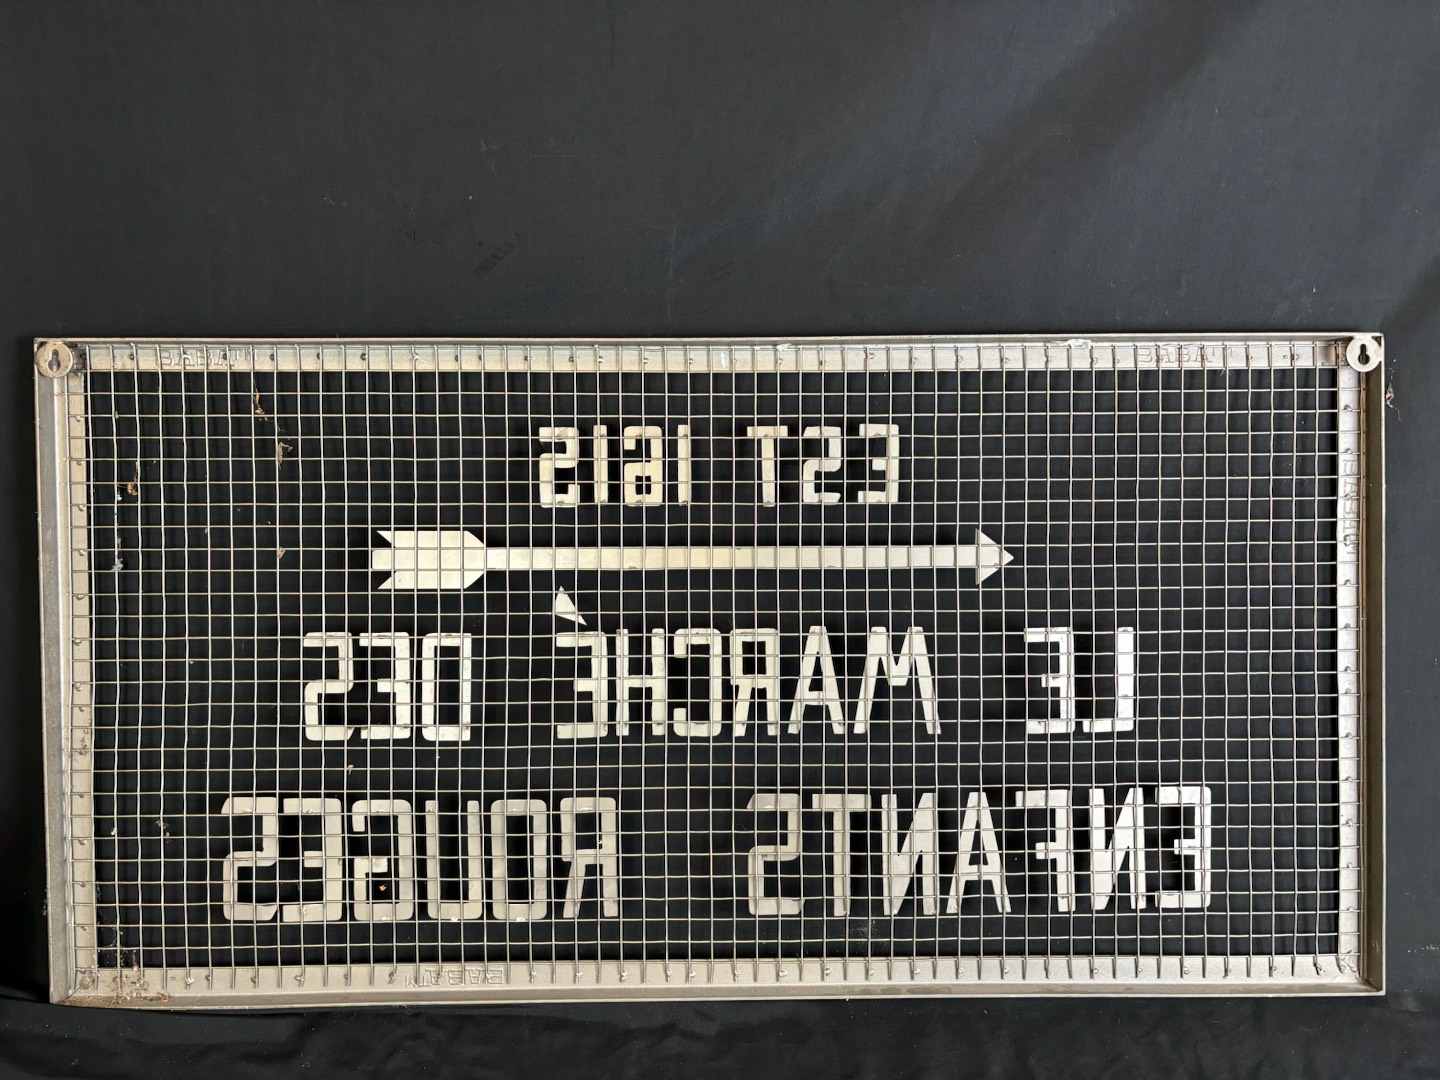 EST 1615
LE MARCHÉ DES
ENFANTS ROUGES